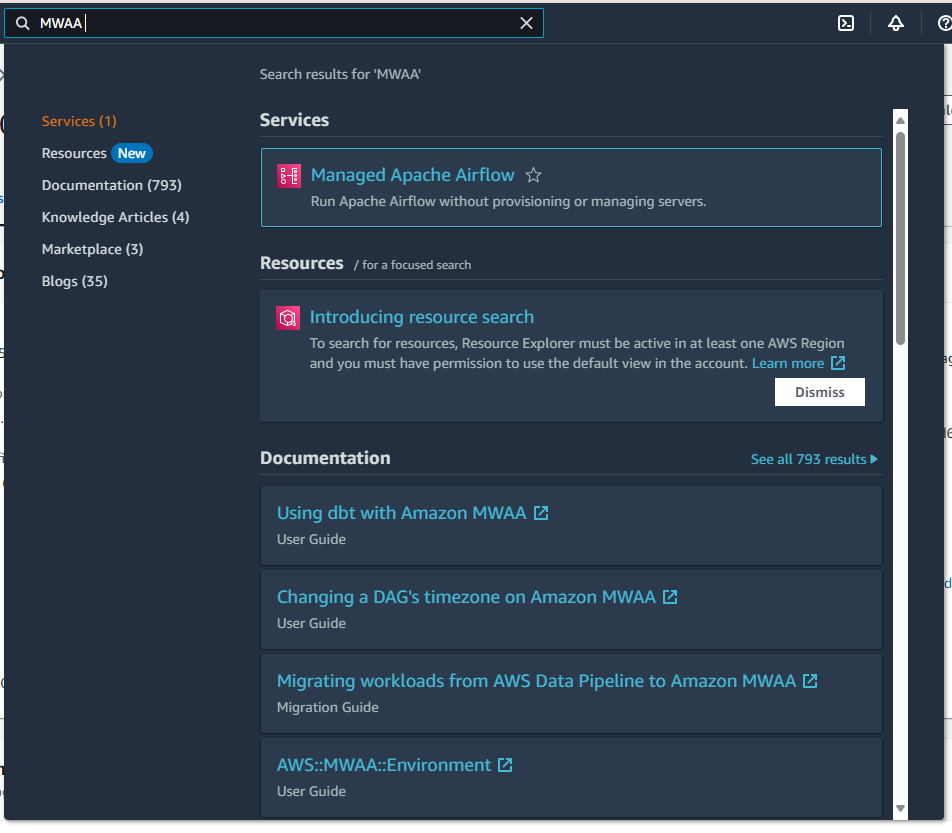 MWAA
Search results for 'MWAA'
Services (1)
Resources New
Documentation (793)
Knowledge Articles (4)
Marketplace (3)
Blogs (35)
Services
Managed Apache Airflow
Run Apache Airflow without provisioning or managing servers.
Resources / for a focused search
Introducing resource search
To search for resources, Resource Explorer must be active in at least one AWS Region
and you must have permission to use the default view in the account. Learn more
Dismiss
Documentation
See all 793 results
Using dbt with Amazon MWAA
User Guide
Changing a DAG's timezone on Amazon MWAA
User Guide
Migrating workloads from AWS Data Pipeline to Amazon MWAA
Migration Guide
AWS::MWAA::Environment
User Guide